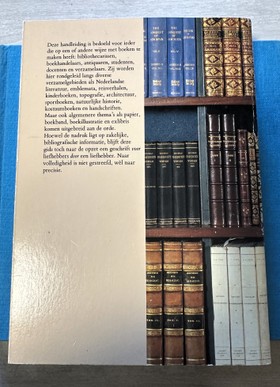 Deze handleiding is bedoeld voor ieder
die op een of andere wijze met boeken te
maken heeft: bibliothecarissen,
boekhandelaars, antiquaren, studenten,
docenten en verzamelaars. Zij worden
hier rondgeleid langs diverse
verzamelgebieden als Nederlandse
literatuur, emblemata, reisverhalen,
kinderboeken, topografie, architectuur,
sportboeken, natuurlijke historie,
kostuumboeken en handschriften.
Maar ook algemenere thema's als papier,
boekband, boekillustratie en exlibris
komen uitgebreid aan de orde.
Hoewel de nadruk ligt op zakelijke,
bibliografische informatie, blijft deze
gids toch naar de opzet een geschrift voor
liefhebbers door een liefhebber. Naar
volledigheid is niet gestreefd, wèl naar
precisie.